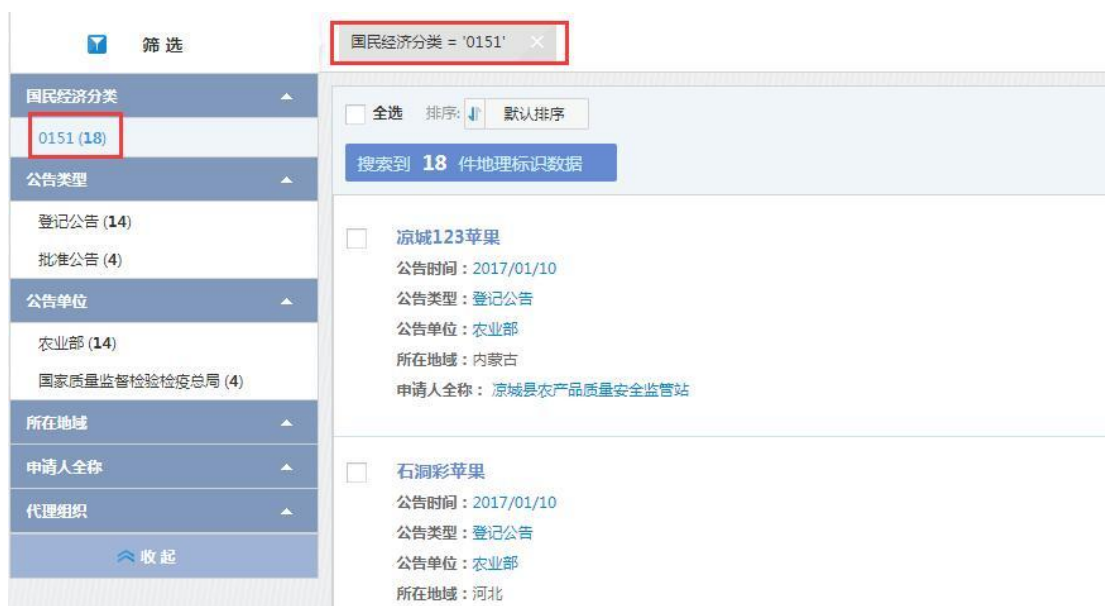 筛选
国民经济分类
0151 (18)
公告类型
登记公告 (14)
批准公告 (4)
公告单位
农业部 (14)
国家质量监督检验检疫总局 (4)
所在地域
申请人全称
代理组织
收起
国民经济分类 = '0151'
全选 排序: 默认排序
搜索到 18 件地理标识数据
凉城123苹果
公告时间：2017/01/10
公告类型：登记公告
公告单位：农业部
所在地域：内蒙古
申请人全称： 凉城县农产品质量安全监管站
石洞彩苹果
公告时间：2017/01/10
公告类型：登记公告
公告单位：农业部
所在地域：河北